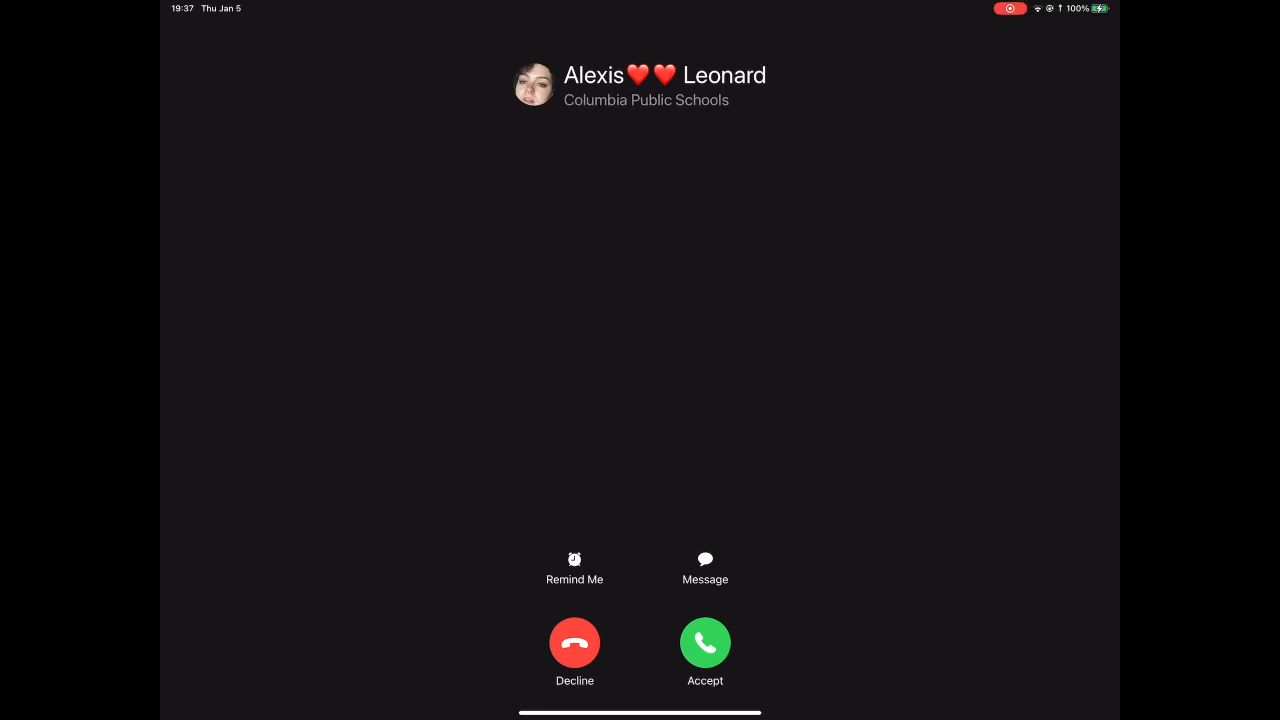 19:37 Thu Jan 5
100%
Alexis❤️❤️ Leonard
Columbia Public Schools
Remind Me
Message
Decline
Accept